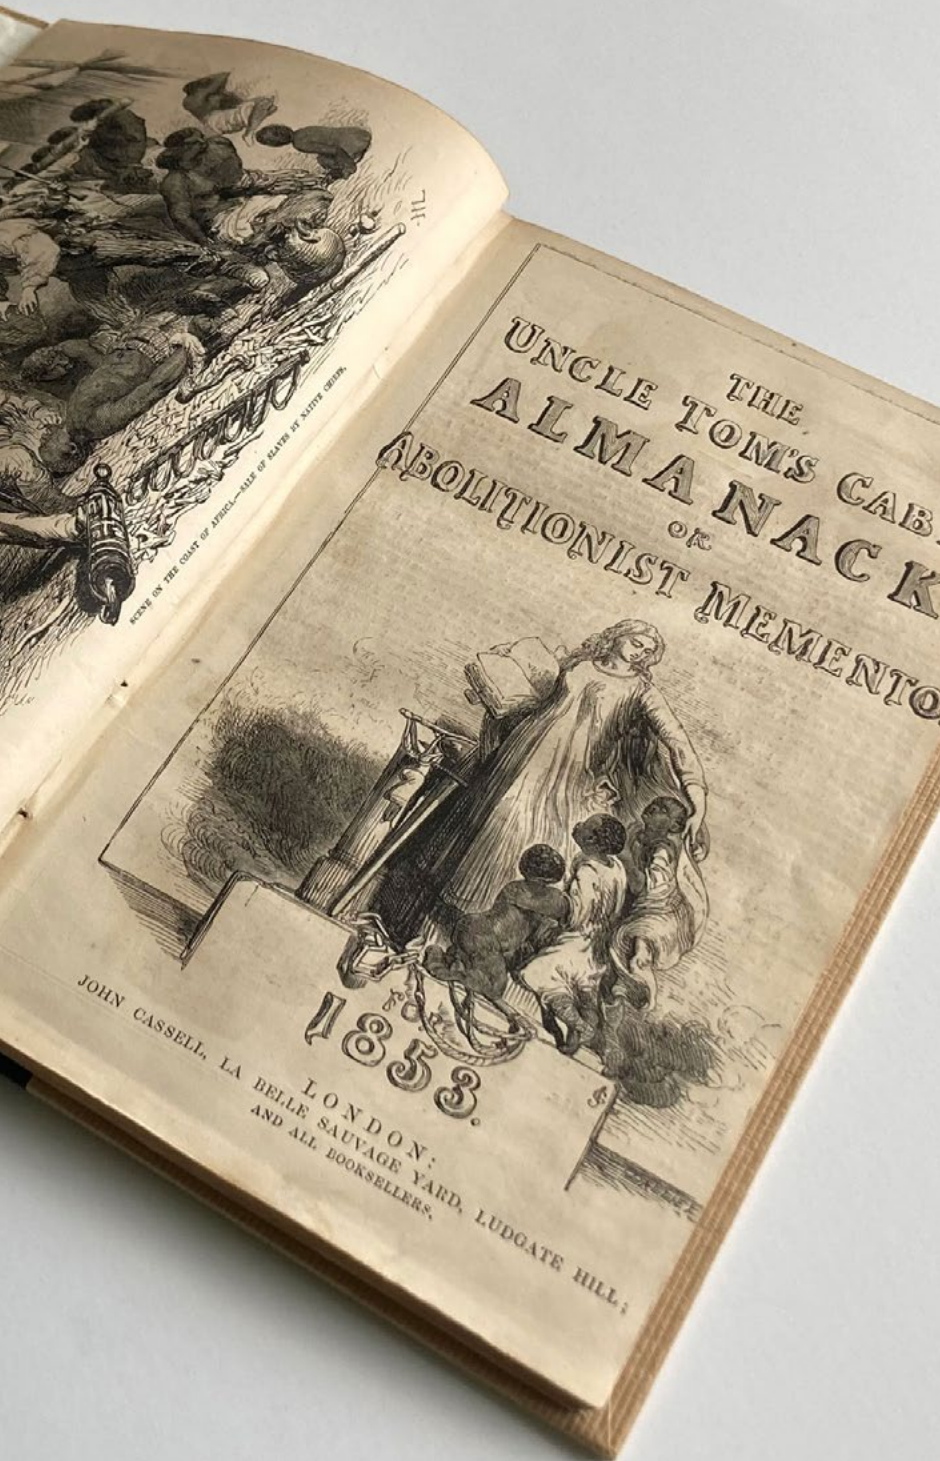 HL
SCENE ON THE COAST OF AFRICA.—SALE OF SLAVES BY NATIVE CHIEFS.
THE
UNCLE TOM'S CAB
ALMANACK
OR
ABOLITIONIST MEMENTO
FOR
1853.
LONDON:
JOHN CASSELL, LA BELLE SAUVAGE YARD, LUDGATE HILL;
AND ALL BOOKSELLERS.